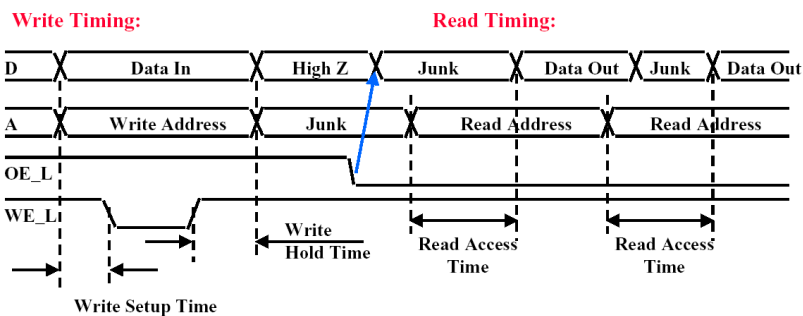 Write Timing: Read Timing:
D Data In High Z Junk Data Out Junk Data Out
A Write Address Junk Read Address Read Address
OE_L
WE_L
Write
Hold Time
Read Access
Time
Read Access
Time
Write Setup Time